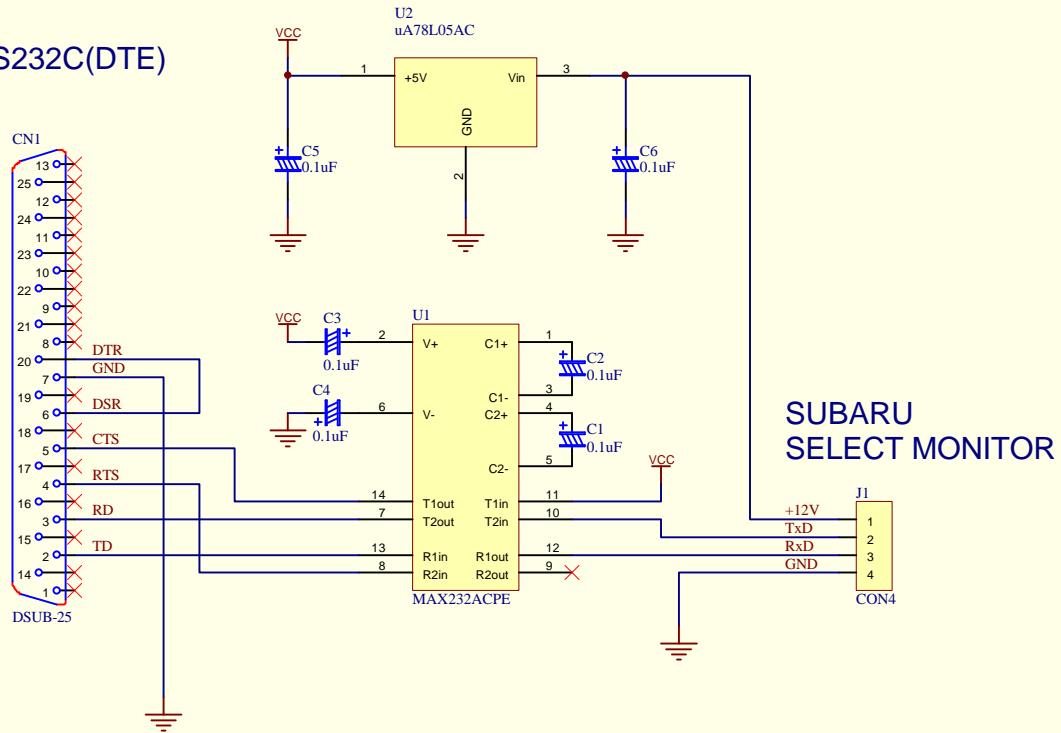 S232C(DTE)
U2
uA78L05AC
VCC
1
+5V
Vin
3
GND
2
C5
0.1uF
C6
0.1uF
CN1
13
25
12
24
11
23
10
22
9
21
8
20
DTR
7
GND
19
6
DSR
18
5
CTS
17
4
RTS
16
3
RD
15
2
TD
14
1
DSUB-25
VCC
C3
0.1uF
C4
0.1uF
U1
2
V+
C1+
1
C2
0.1uF
C1-
3
6
V-
C2+
4
C1
0.1uF
C2-
5
VCC
14
T1out
T1in
11
7
T2out
T2in
10
13
R1in
R1out
12
8
R2in
R2out
9
MAX232ACPE
SUBARU
SELECT MONITOR
J1
+12V
1
TxD
2
RxD
3
GND
4
CON4